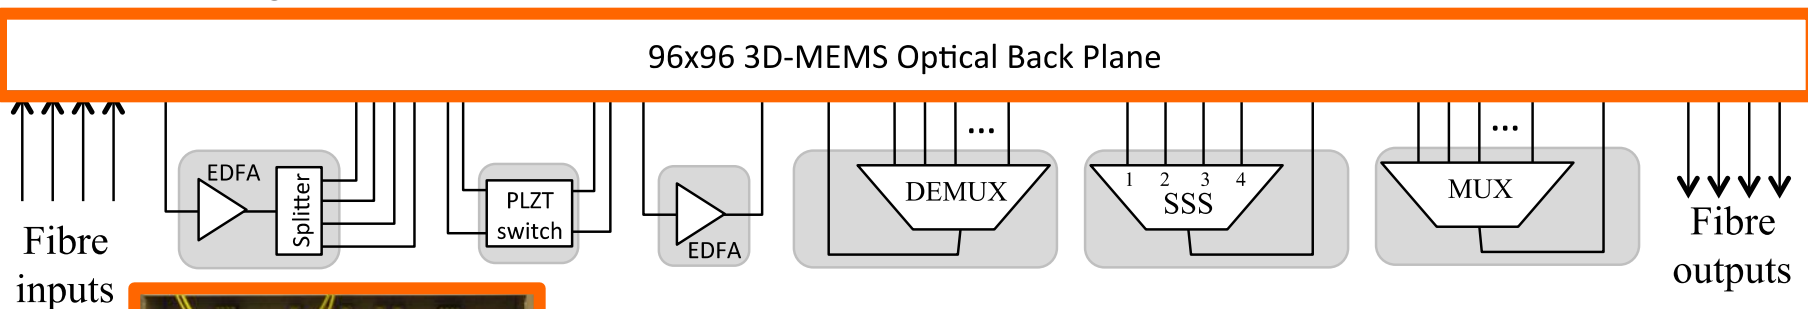 96x96 3D-MEMS Optical Back Plane
Fibre
inputs
EDFA
Splitter
PLZT
switch
EDFA
...
DEMUX
1 2 3 4
SSS
...
MUX
Fibre
outputs